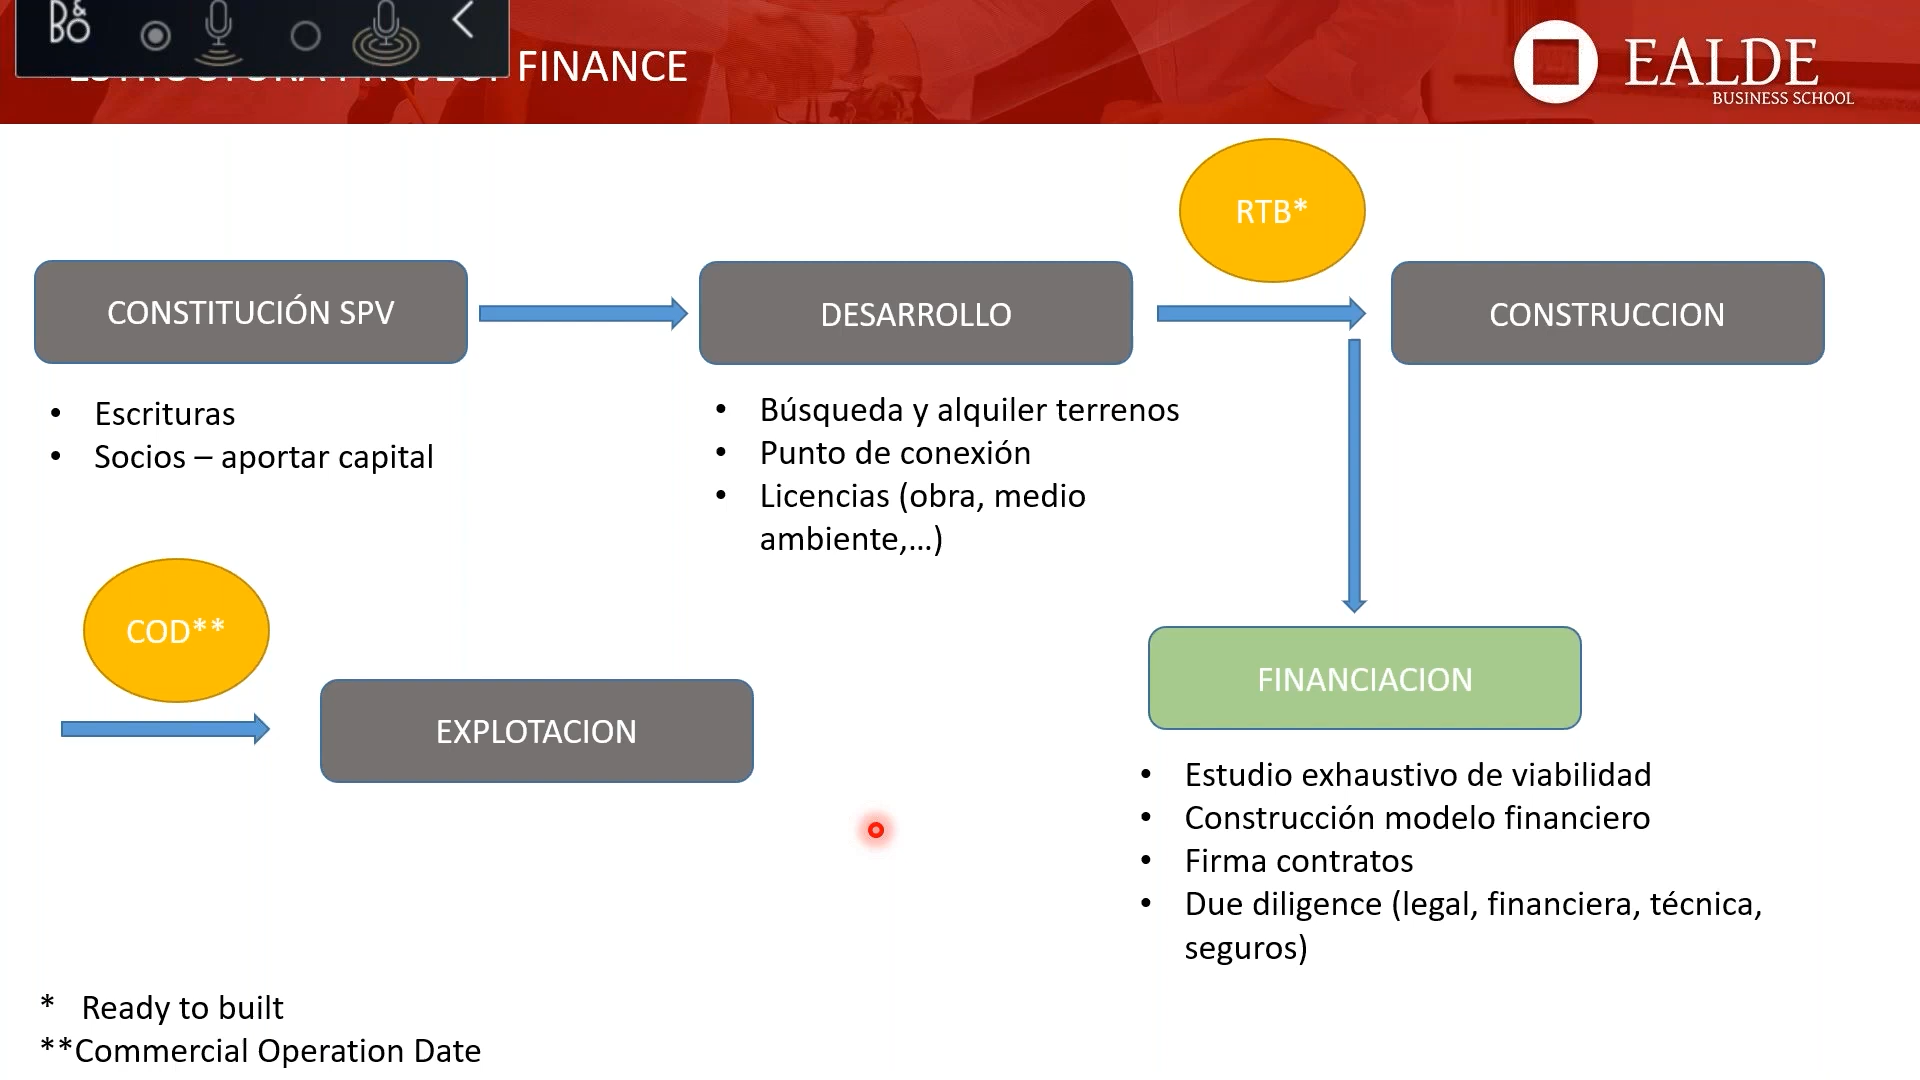 B&O
FINANCE
EALDE
BUSINESS SCHOOL
RTB*
CONSTITUCIÓN SPV
DESARROLLO
CONSTRUCCION
• Escrituras
• Socios – aportar capital
• Búsqueda y alquiler terrenos
• Punto de conexión
• Licencias (obra, medio
ambiente,...)
COD**
EXPLOTACION
FINANCIACION
• Estudio exhaustivo de viabilidad
• Construcción modelo financiero
• Firma contratos
• Due diligence (legal, financiera, técnica,
seguros)
* Ready to built
**Commercial Operation Date